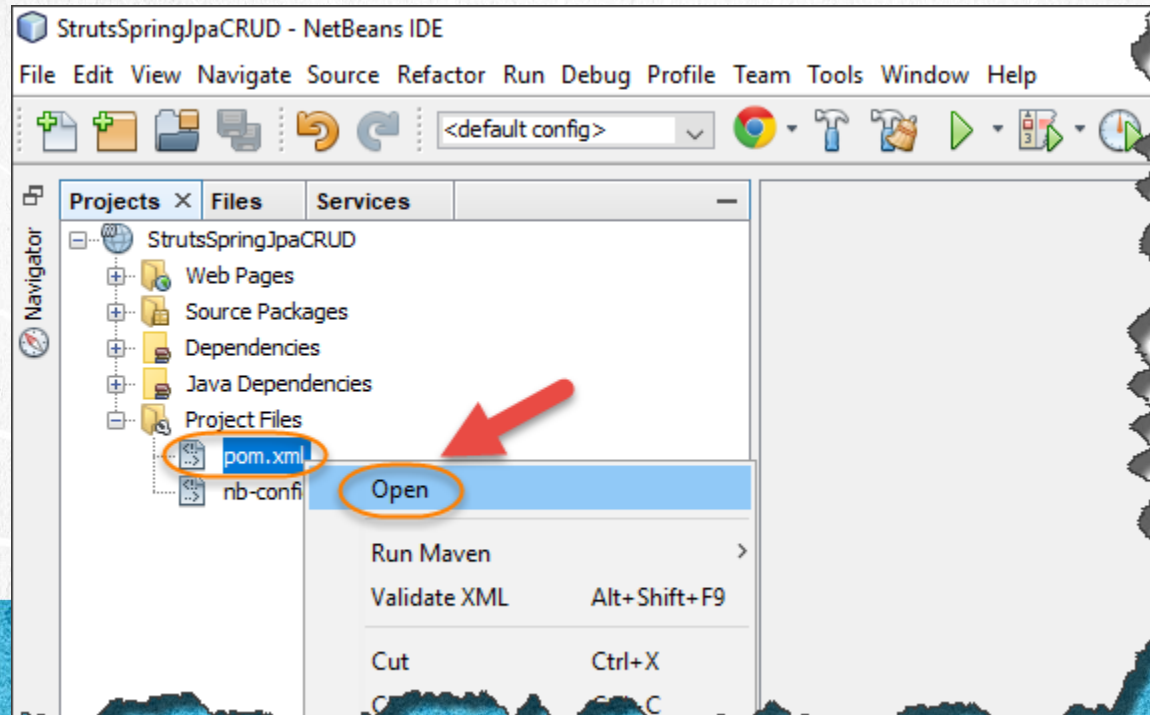 StrutsSpringJpaCRUD - NetBeans IDE
File Edit View Navigate Source Refactor Run Debug Profile Team Tools Window Help
<default config>
Projects Files Services
Navigator
StrutsSpringJpaCRUD
Web Pages
Source Packages
Dependencies
Java Dependencies
Project Files
pom.xml
nb-confi
Open
Run Maven
Validate XML Alt+Shift+F9
Cut Ctrl+X